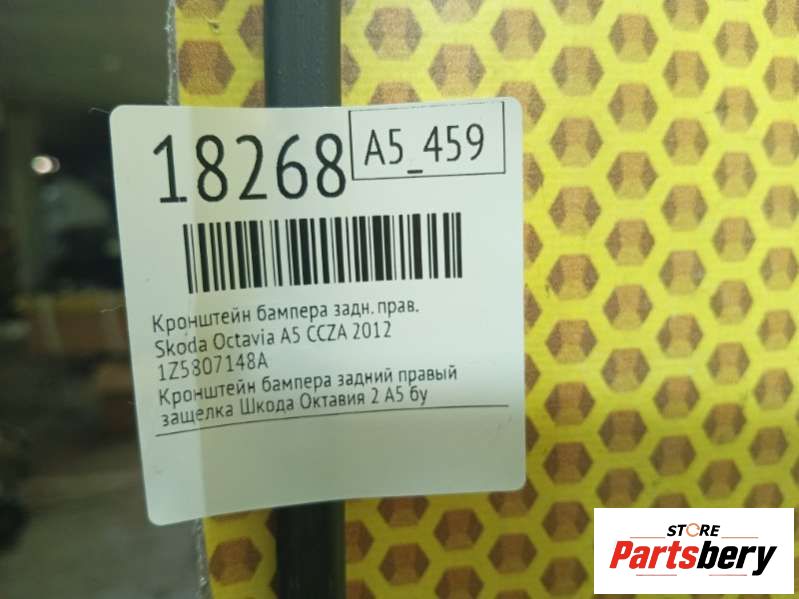 18268
A5_459
Кронштейн бампера задн. прав.
Skoda Octavia A5 CCZA 2012
1Z5807148A
Кронштейн бампера задний правый
защелка Шкода Октавия 2 А5 бу
STORE
Partsbery